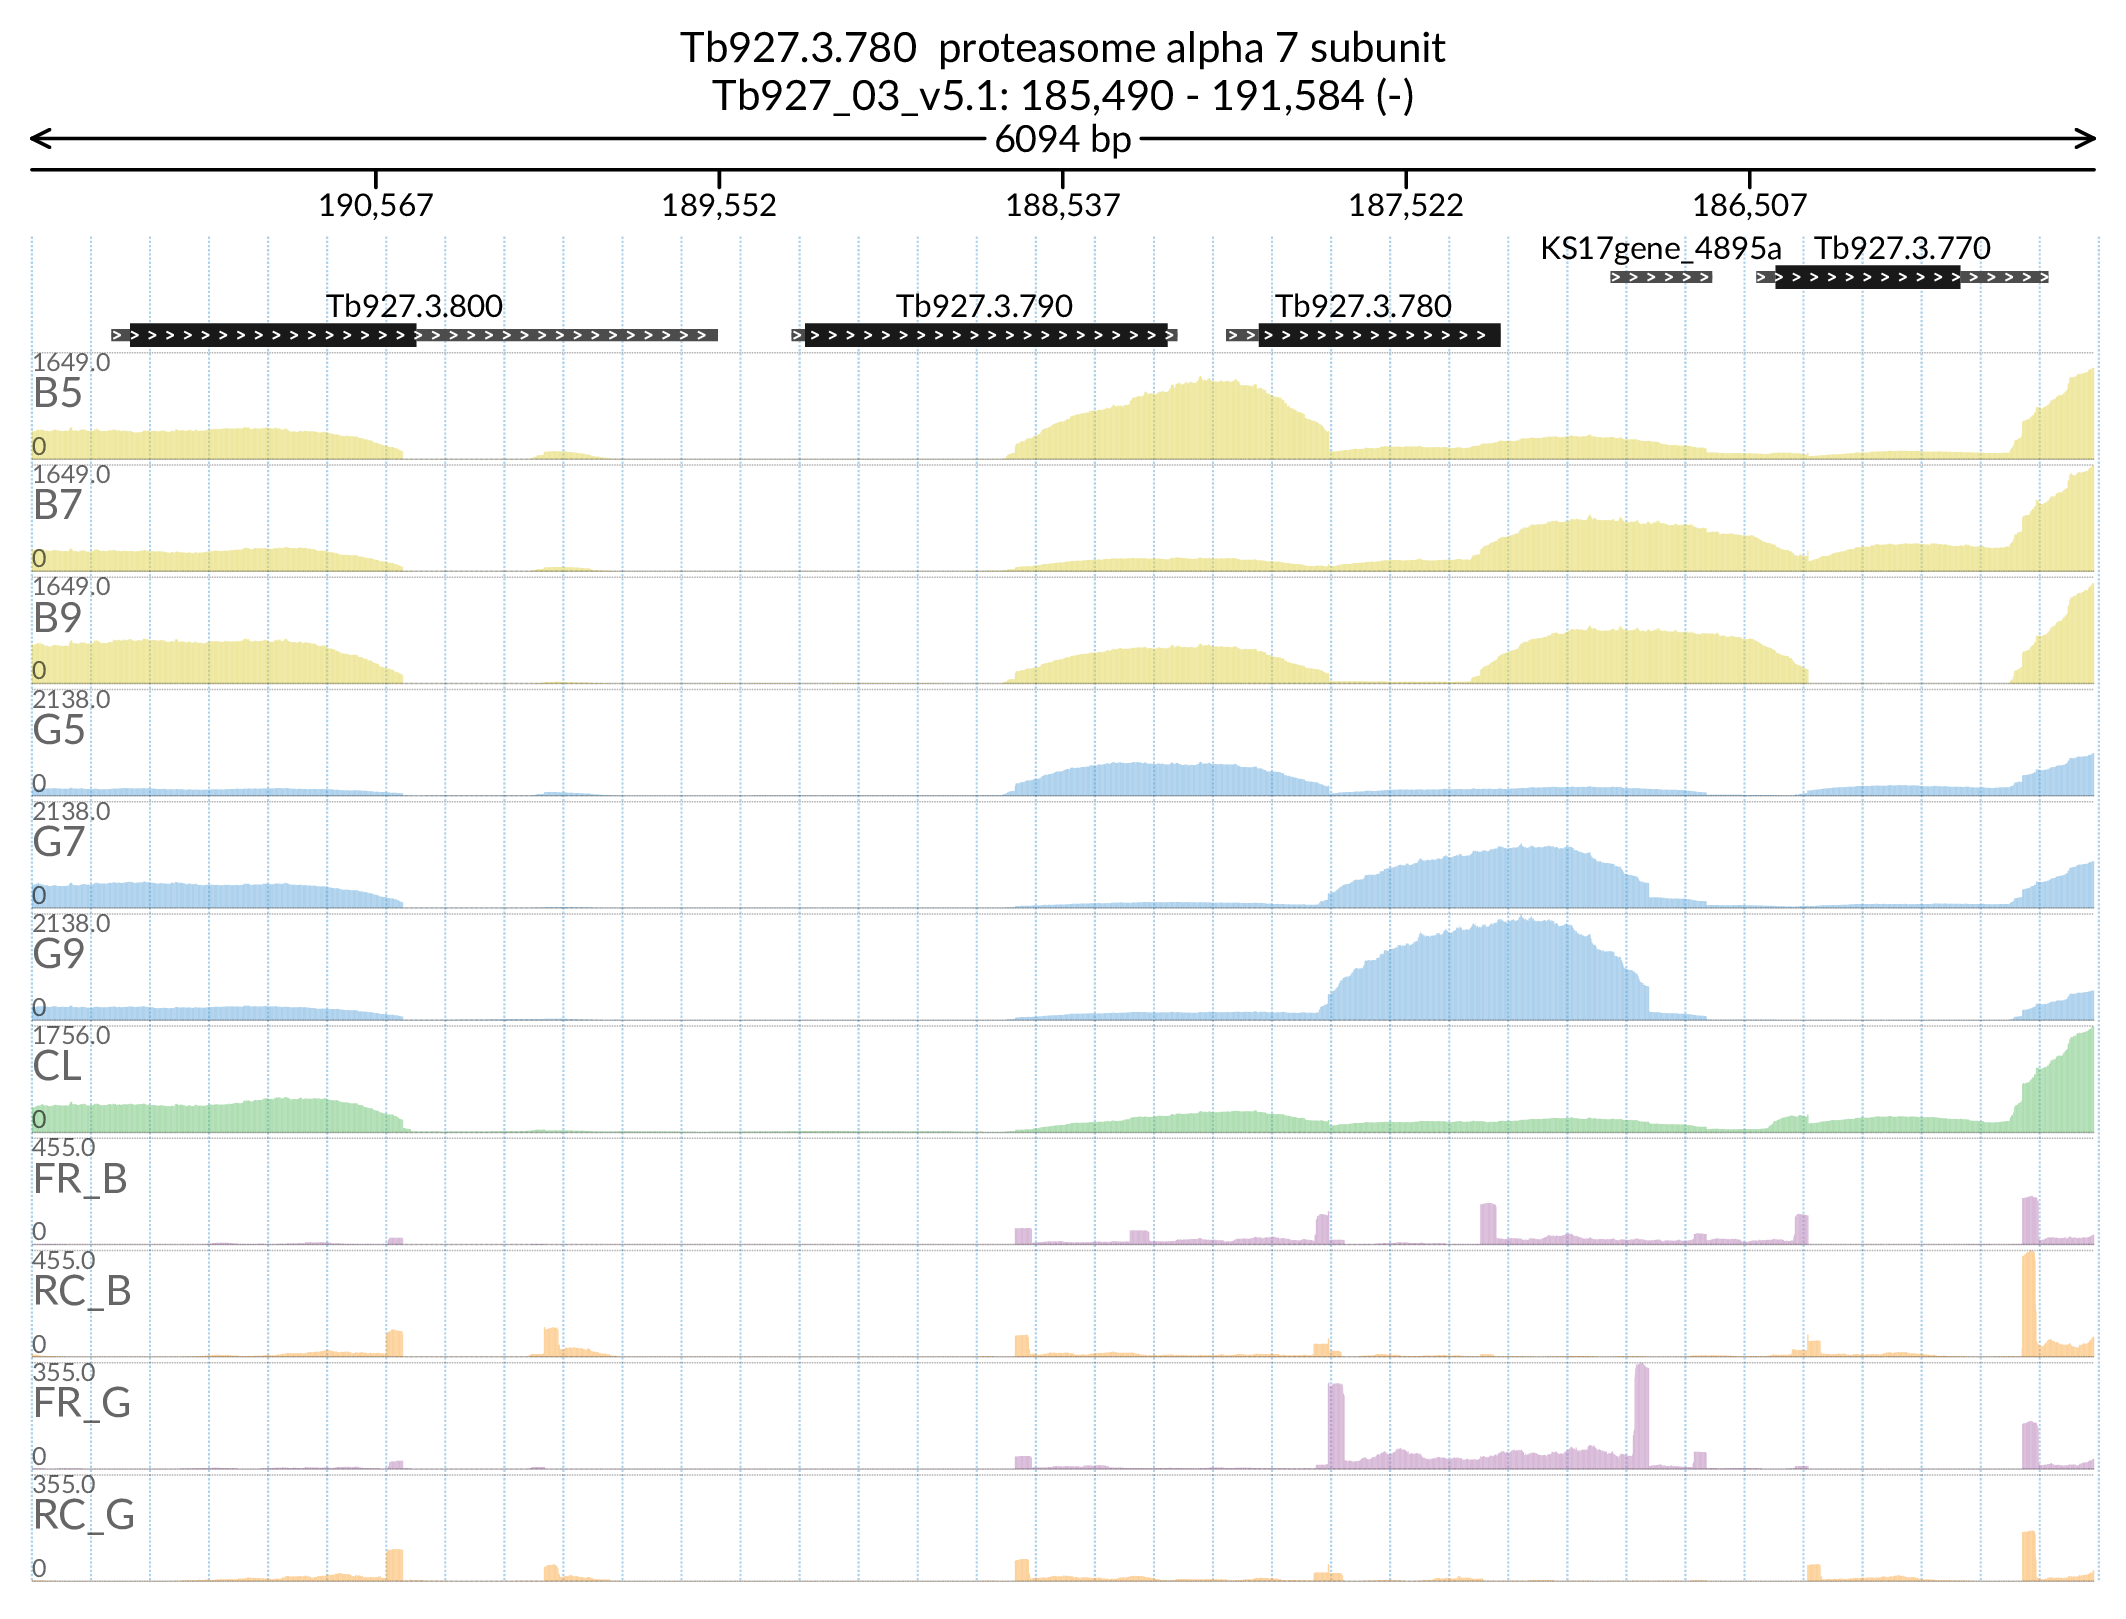 Tb927.3.780  proteasome alpha 7 subunit
Tb927_03_v5.1: 185,490 - 191,584 (-)
6094 bp
190,567 189,552 188,537 187,522 186,507
KS17gene_4895a Tb927.3.770
Tb927.3.800 Tb927.3.790 Tb927.3.780
1649.0
B5
0
1649.0
B7
0
1649.0
B9
0
2138.0
G5
0
2138.0
G7
0
2138.0
G9
0
1756.0
CL
0
455.0
FR_B
0
455.0
RC_B
0
355.0
FR_G
0
355.0
RC_G
0